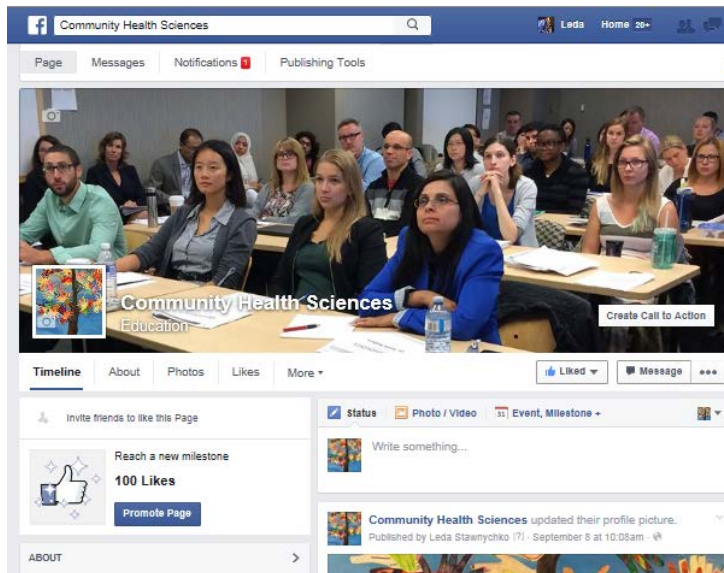 Community Health Sciences
Leda Home 20+
Page Messages Notifications 1 Publishing Tools
Community Health Sciences
Education
Create Call to Action
Timeline About Photos Likes More
Liked Message
Invite friends to like this Page
Reach a new milestone
100 Likes
Promote Page
ABOUT
Status Photo / Video 31 Event, Milestone +
Write something...
Community Health Sciences updated their profile picture.
Published by Leda Stawnychko [?] · September 8 at 10:08am ·